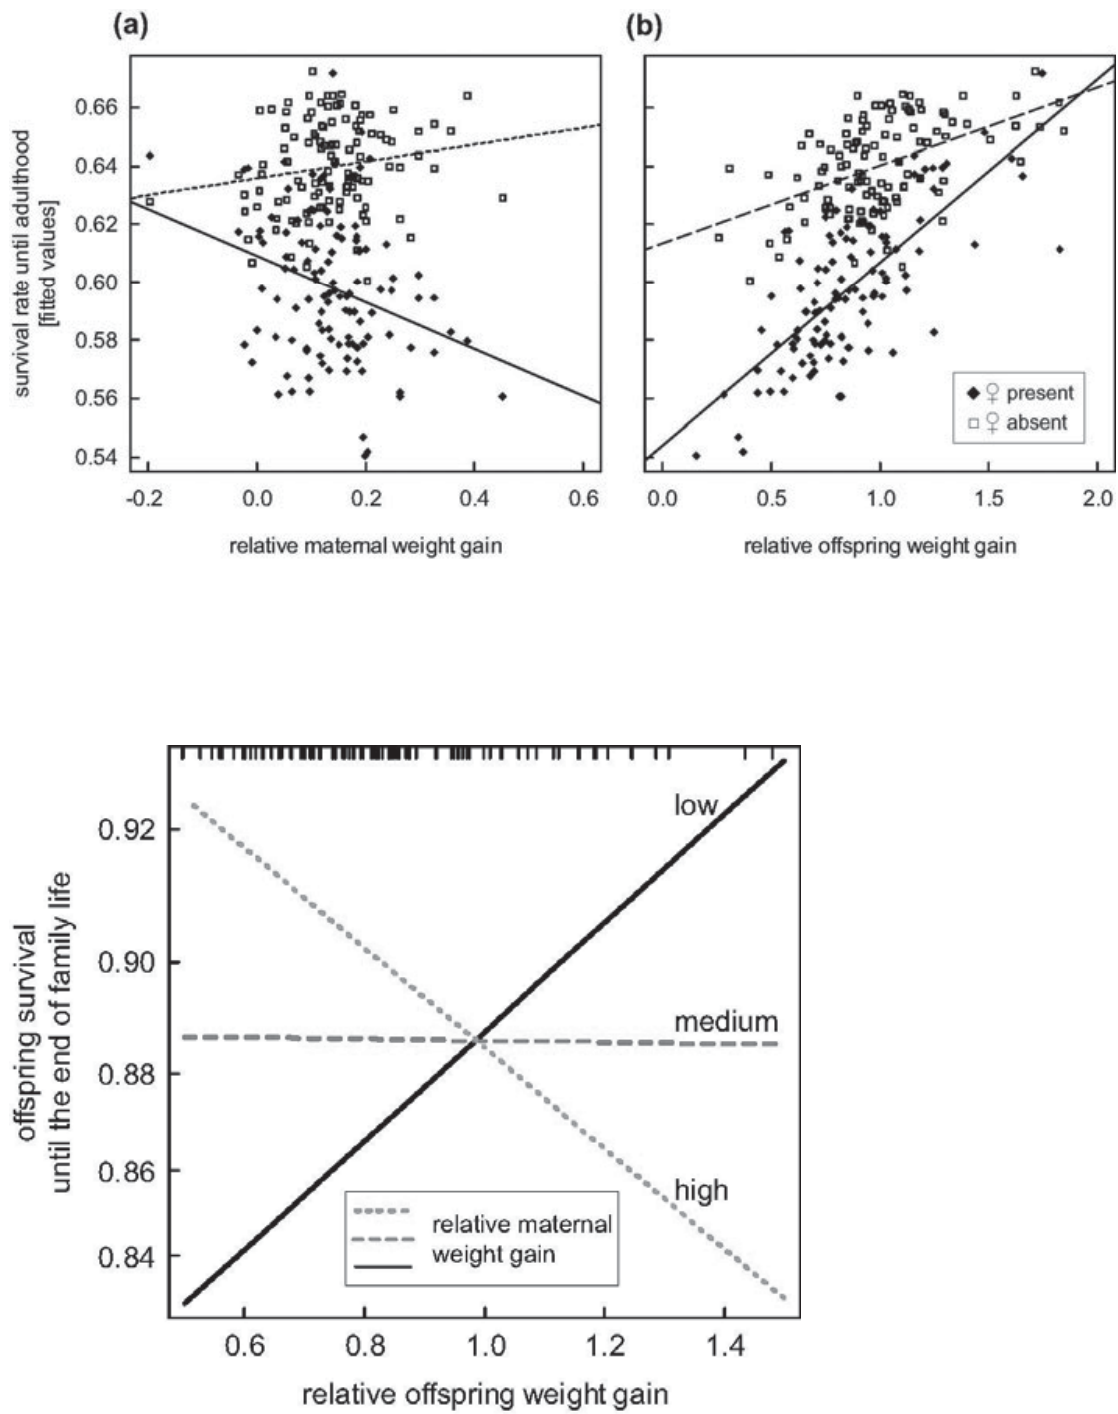 (a)
(b)
0.66
0.64
0.62
0.60
0.58
0.56
0.54
survival rate until adulthood
[fitted values]
-0.2 0.0 0.2 0.4 0.6
relative maternal weight gain
♀ present
♀ absent
0.0 0.5 1.0 1.5 2.0
relative offspring weight gain
0.92
0.90
0.88
0.86
0.84
offspring survival
until the end of family life
low
medium
high
relative maternal
weight gain
0.6 0.8 1.0 1.2 1.4
relative offspring weight gain